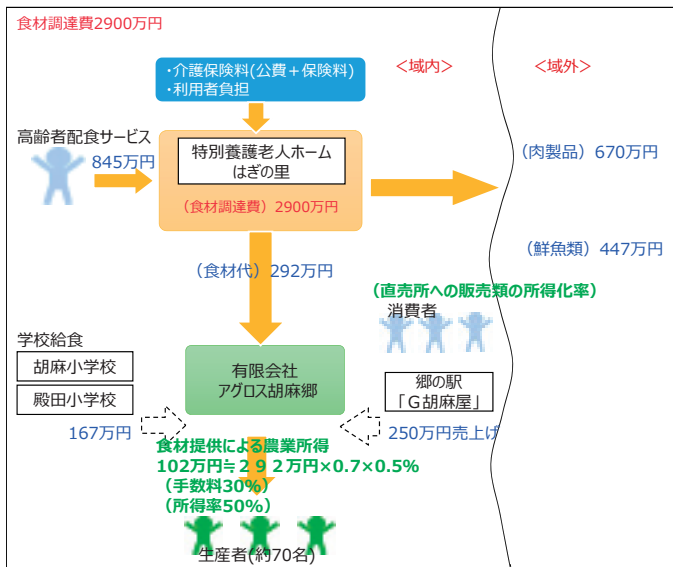 食材調達費2900万円
・介護保険料(公費＋保険料)
・利用者負担
＜域内＞
＜域外＞
高齢者配食サービス
845万円
特別養護老人ホーム
はぎの里
（食材調達費）2900万円
（肉製品）670万円
（鮮魚類）447万円
（食材代）292万円
（直売所への販売類の所得化率）
消費者
学校給食
胡麻小学校
殿田小学校
167万円
有限会社
アグロス胡麻郷
郷の駅
「Ｇ胡麻屋」
250万円売上げ
食材提供による農業所得
102万円≒２９２万円×0.7×0.5%
（手数料30%）
（所得率50%）
生産者(約70名)